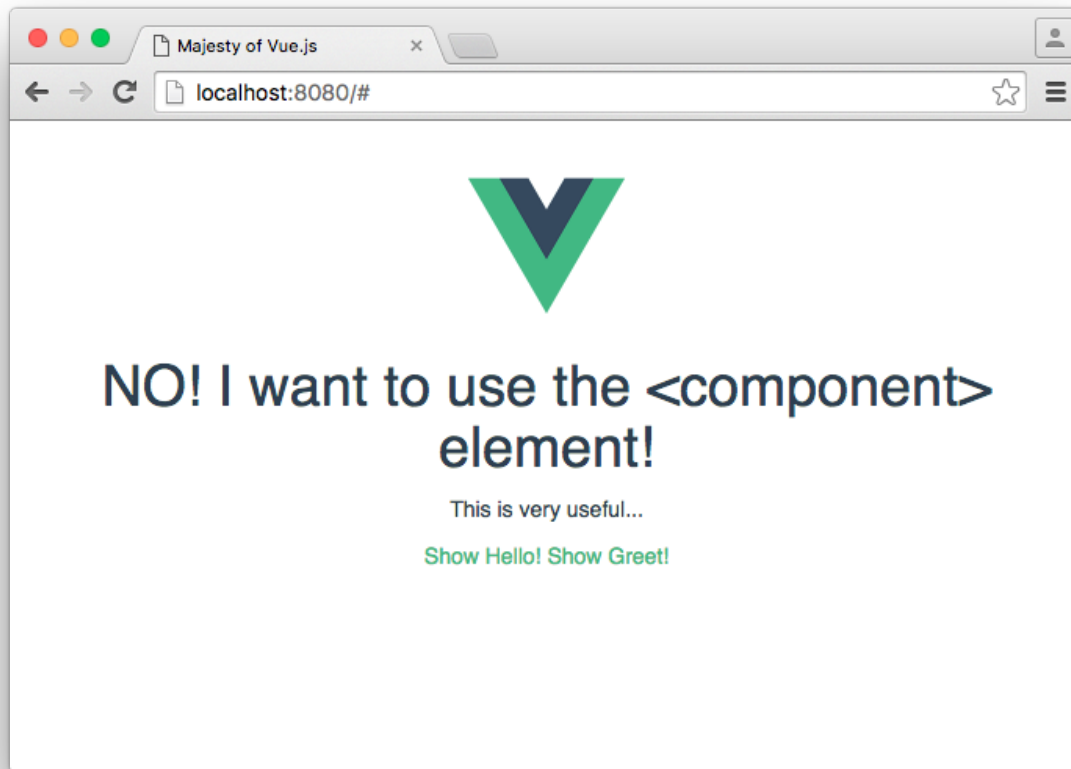 Majesty of Vue.js
localhost:8080/#
NO! I want to use the <component>
element!
This is very useful...
Show Hello! Show Greet!